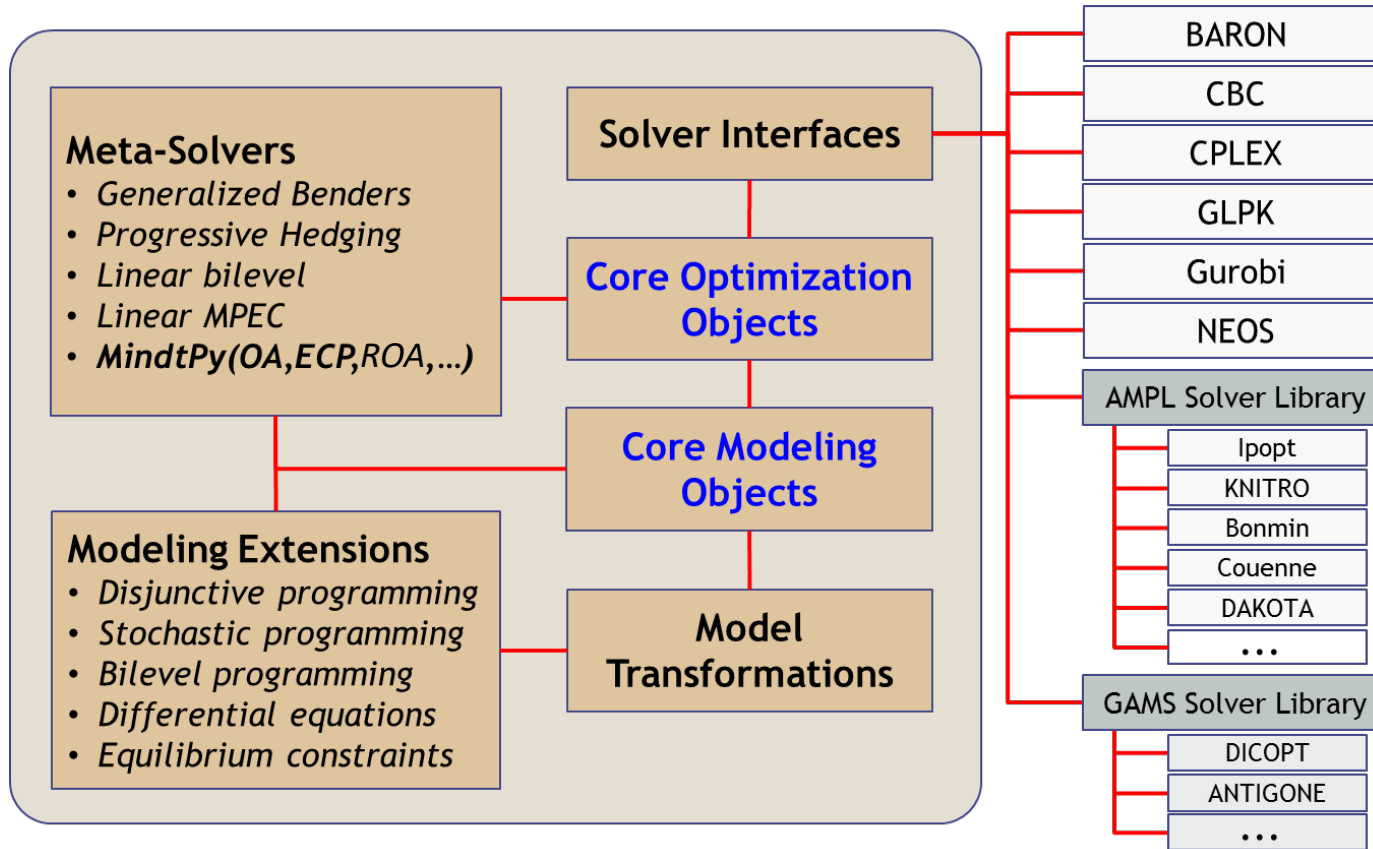 Meta-Solvers
• Generalized Benders
• Progressive Hedging
• Linear bilevel
• Linear MPEC
• MindtPy(OA,ECP,ROA,…)
Modeling Extensions
• Disjunctive programming
• Stochastic programming
• Bilevel programming
• Differential equations
• Equilibrium constraints
Solver Interfaces
Core Optimization
Objects
Core Modeling
Objects
Model
Transformations
BARON
CBC
CPLEX
GLPK
Gurobi
NEOS
AMPL Solver Library
Ipopt
KNITRO
Bonmin
Couenne
DAKOTA
...
GAMS Solver Library
DICOPT
ANTIGONE
...